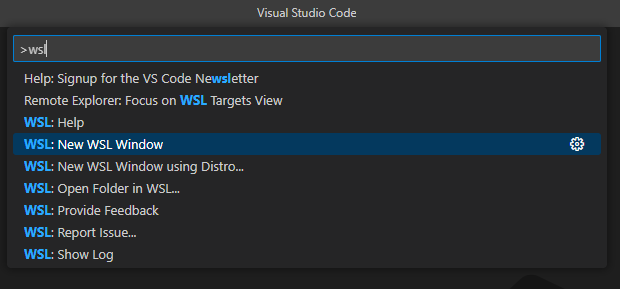 Visual Studio Code
>wsl
Help: Signup for the VS Code Newsletter
Remote Explorer: Focus on WSL Targets View
WSL: Help
WSL: New WSL Window
WSL: New WSL Window using Distro...
WSL: Open Folder in WSL...
WSL: Provide Feedback
WSL: Report Issue...
WSL: Show Log